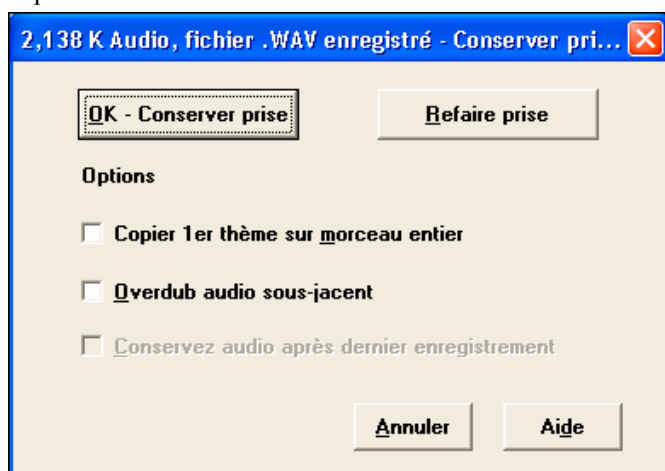 2,138 K Audio, fichier .WAV enregistré - Conserver pri...
OK - Conserver prise
Refaire prise
Options
Copier 1er thème sur morceau entier
Overdub audio sous-jacent
Conservez audio après dernier enregistrement
Annuler
Aide